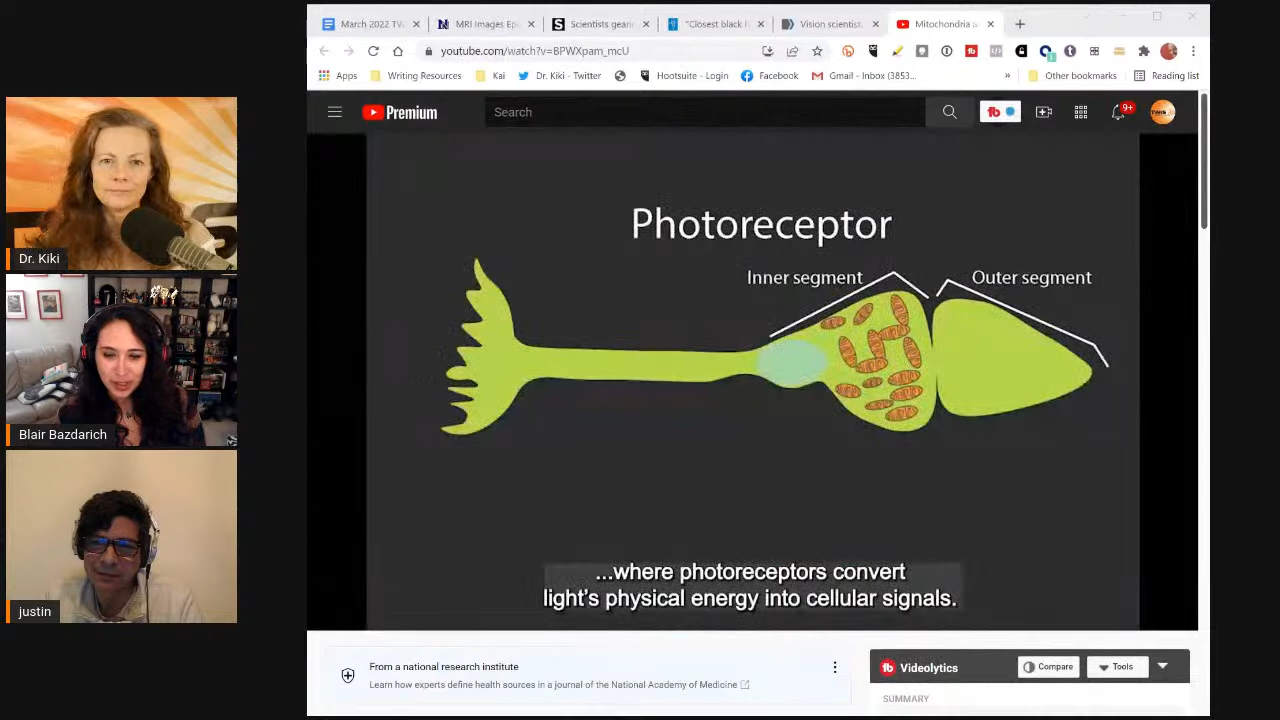 March 2022 TW
MRI Images Ep
Scientists gean
"Closest black h
Vision scientist
Mitochondria a
youtube.com/watch?v=BPWXpam_mcU
Apps
Writing Resources
Kai
Dr. Kiki - Twitter
Hootsuite - Login
Facebook
Gmail - Inbox (3853...
»
Other bookmarks
Reading list
Premium
Search
9+
Photoreceptor
Inner segment
Outer segment
...where photoreceptors convert
light's physical energy into cellular signals.
From a national research institute
Learn how experts define health sources in a journal of the National Academy of Medicine
Videolytics
Compare
Tools
SUMMARY
Dr. Kiki
Blair Bazdarich
justin